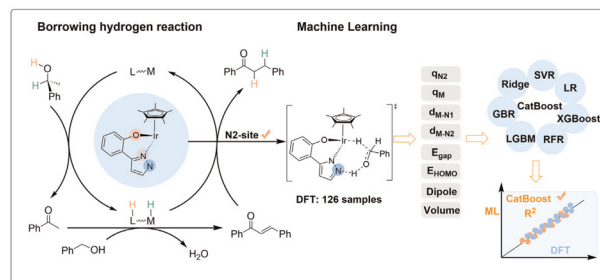 Borrowing hydrogen reaction
Machine Learning
H
O
H
Ph
L~M
O H
Ph Ph
H
Ir
O
N
N
N2-site
‡
Ir
O H H
N Ph
O
N H
DFT: 126 samples
qN2
qM
dM-N1
dM-N2
Egap
EHOMO
Dipole
Volume
SVR
Ridge LR
CatBoost
GBR XGBoost
LGBM RFR
ML
CatBoost
R²
DFT
H H
L~M
O
Ph
Ph OH
H₂O
O
Ph Ph